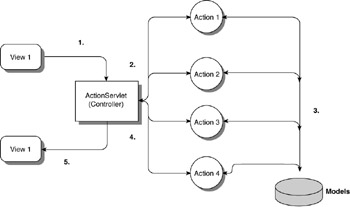 1.
Action 1
View 1
2.
Action 2
ActionServlet
(Controller)
3.
4.
Action 3
View 1
5.
Action 4
Models